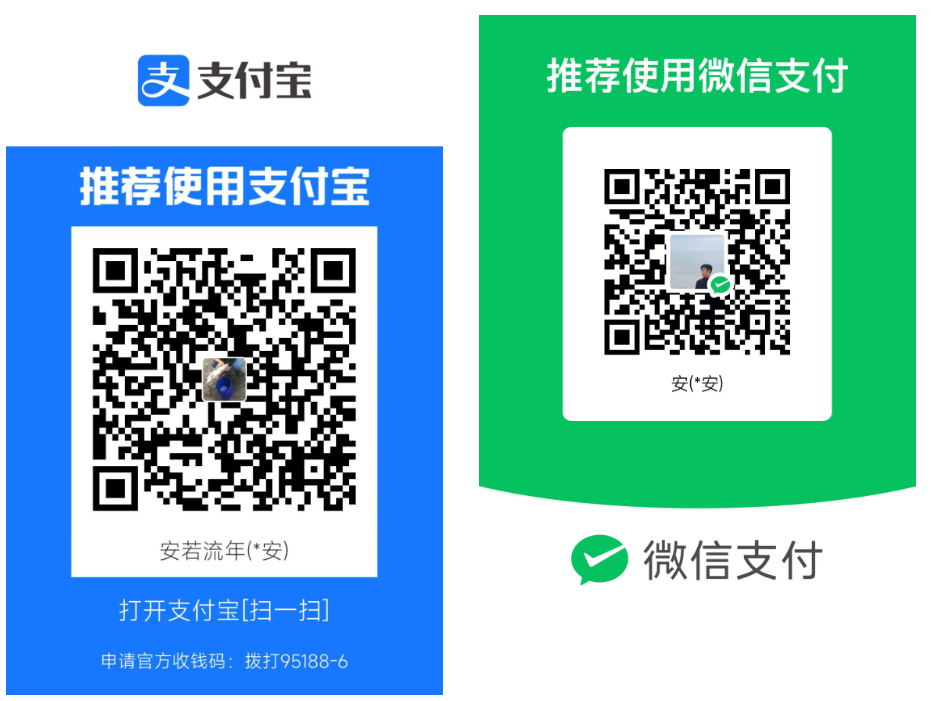 支 支付宝
推荐使用支付宝
安若流年(*安)
打开支付宝[扫一扫]
申请官方收钱码：拨打95188-6
推荐使用微信支付
安(*安)
微信支付